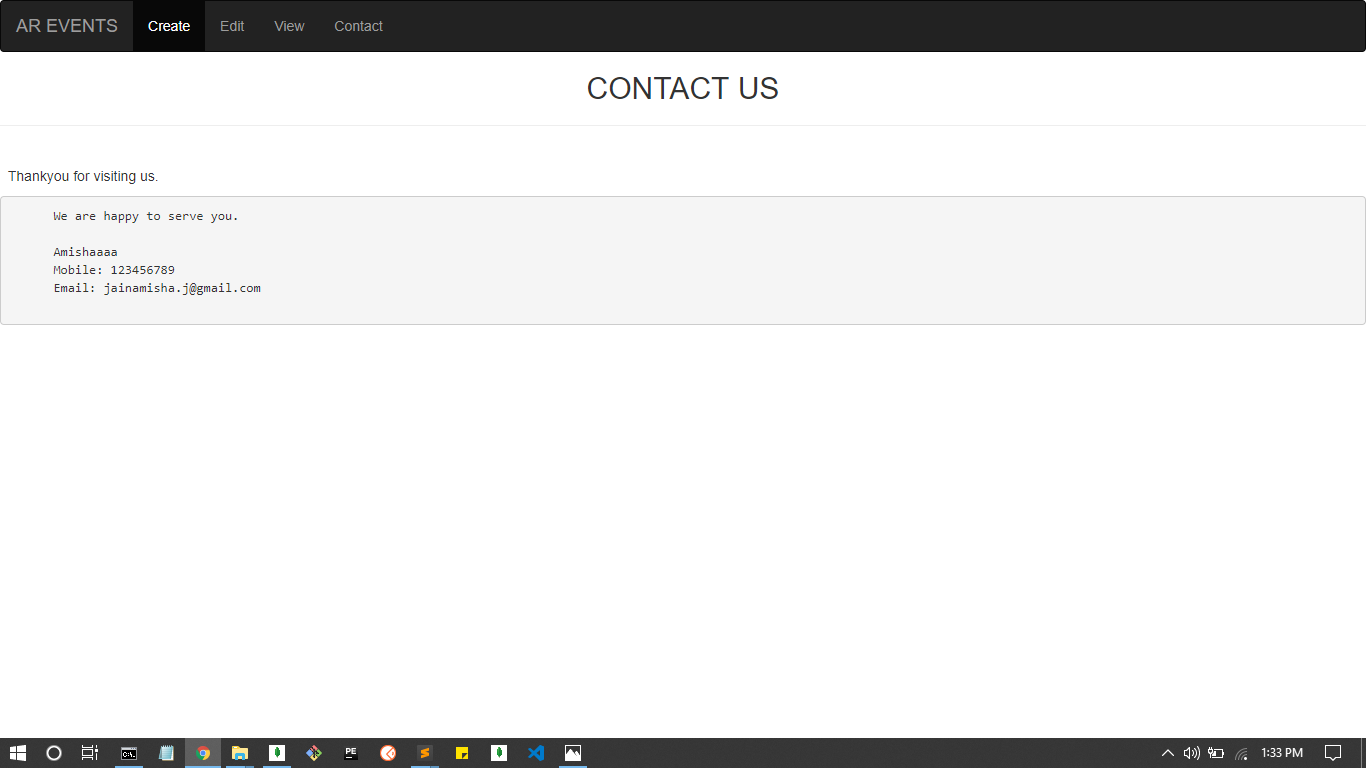 AR EVENTS Create Edit View Contact
CONTACT US
Thankyou for visiting us.
We are happy to serve you.
Amishaaaa
Mobile: 123456789
Email: jainamisha.j@gmail.com
C:\. PE 1:33 PM